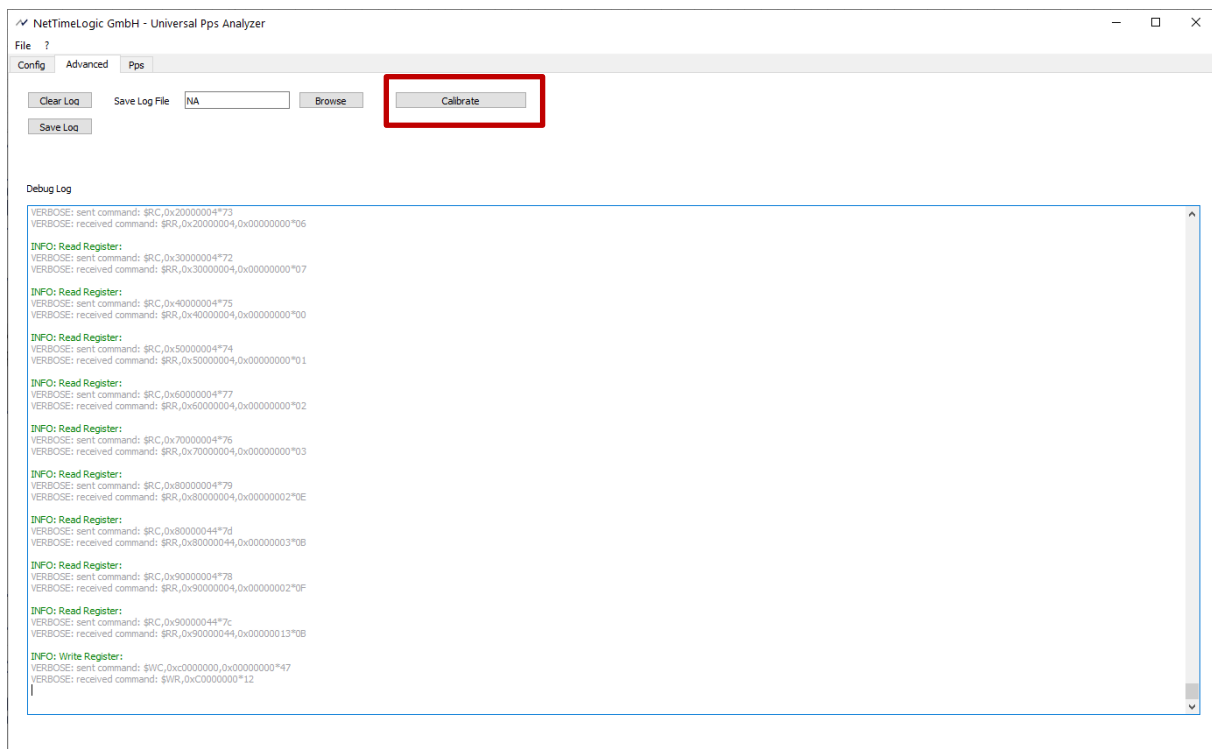 NetTimeLogic GmbH - Universal Pps Analyzer
File ?
Config Advanced Pps
Clear Log Save Log File NA Browse Calibrate
Save Log
Debug Log
VERBOSE: sent command: $RC,0x20000004*73
VERBOSE: received command: $RR,0x20000004,0x00000000*06
INFO: Read Register:
VERBOSE: sent command: $RC,0x30000004*72
VERBOSE: received command: $RR,0x30000004,0x00000000*07
INFO: Read Register:
VERBOSE: sent command: $RC,0x40000004*75
VERBOSE: received command: $RR,0x40000004,0x00000000*00
INFO: Read Register:
VERBOSE: sent command: $RC,0x50000004*74
VERBOSE: received command: $RR,0x50000004,0x00000000*01
INFO: Read Register:
VERBOSE: sent command: $RC,0x60000004*77
VERBOSE: received command: $RR,0x60000004,0x00000000*02
INFO: Read Register:
VERBOSE: sent command: $RC,0x70000004*76
VERBOSE: received command: $RR,0x70000004,0x00000000*03
INFO: Read Register:
VERBOSE: sent command: $RC,0x80000004*79
VERBOSE: received command: $RR,0x80000004,0x00000002*0E
INFO: Read Register:
VERBOSE: sent command: $RC,0x80000044*7d
VERBOSE: received command: $RR,0x80000044,0x00000003*0B
INFO: Read Register:
VERBOSE: sent command: $RC,0x90000004*78
VERBOSE: received command: $RR,0x90000004,0x00000002*0F
INFO: Read Register:
VERBOSE: sent command: $RC,0x90000044*7c
VERBOSE: received command: $RR,0x90000044,0x00000013*0B
INFO: Write Register:
VERBOSE: sent command: $WC,0xc0000000,0x00000000*47
VERBOSE: received command: $WR,0xC0000000*12